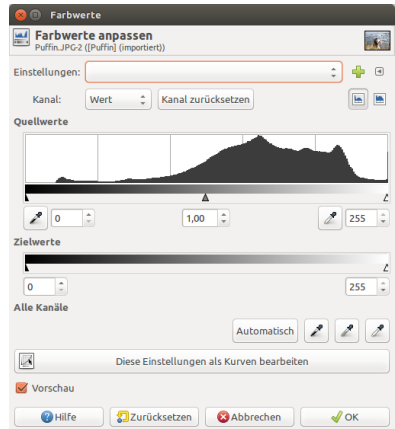 Farbwerte
Farbwerte anpassen
Puffin.JPG-2 ([Puffin] (importiert))
Einstellungen:
Kanal: Wert Kanal zurücksetzen
Quellwerte
0 1,00 255
Zielwerte
0 255
Alle Kanäle
Automatisch
Diese Einstellungen als Kurven bearbeiten
Vorschau
Hilfe Zurücksetzen Abbrechen OK